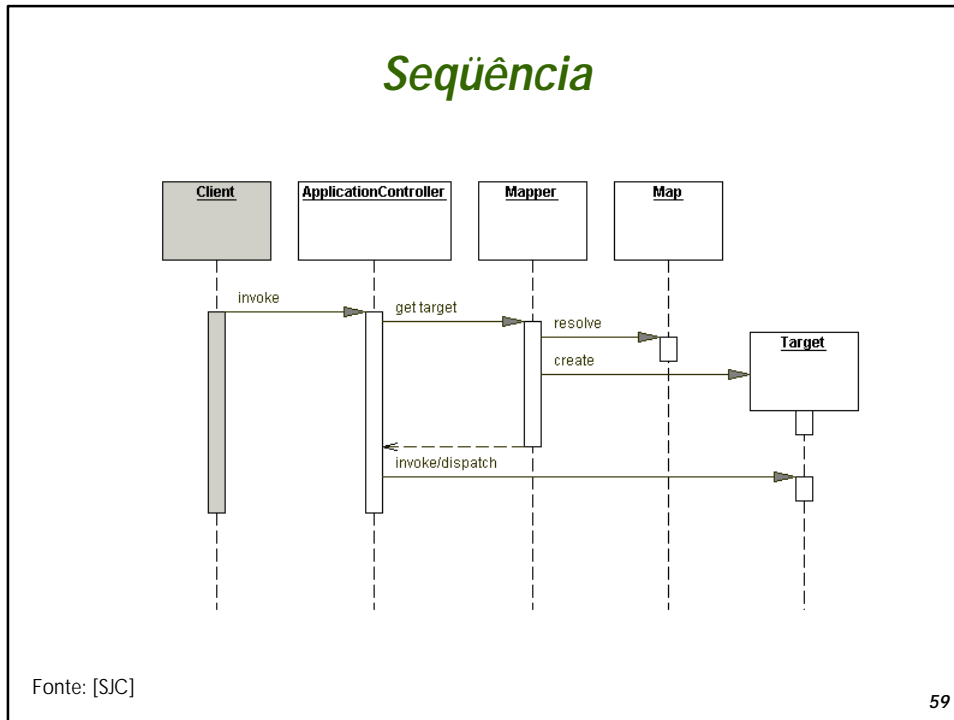 Seqüência
Client
ApplicationController
Mapper
Map
invoke
get target
resolve
Target
create
invoke/dispatch
Fonte: [SJC]
59